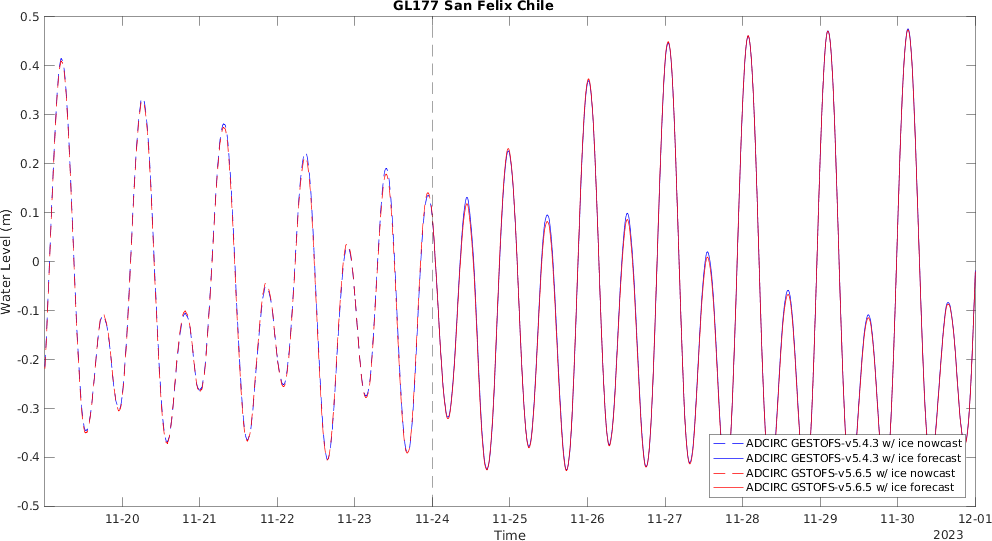 GL177 San Felix Chile
0.5
0.4
0.3
0.2
0.1
0
-0.1
-0.2
-0.3
-0.4
-0.5
Water Level (m)
ADCIRC GESTOFS-v5.4.3 w/ ice nowcast
ADCIRC GESTOFS-v5.4.3 w/ ice forecast
ADCIRC GSTOFS-v5.6.5 w/ ice nowcast
ADCIRC GSTOFS-v5.6.5 w/ ice forecast
11-20 11-21 11-22 11-23 11-24 11-25 11-26 11-27 11-28 11-29 11-30 12-01
Time
2023